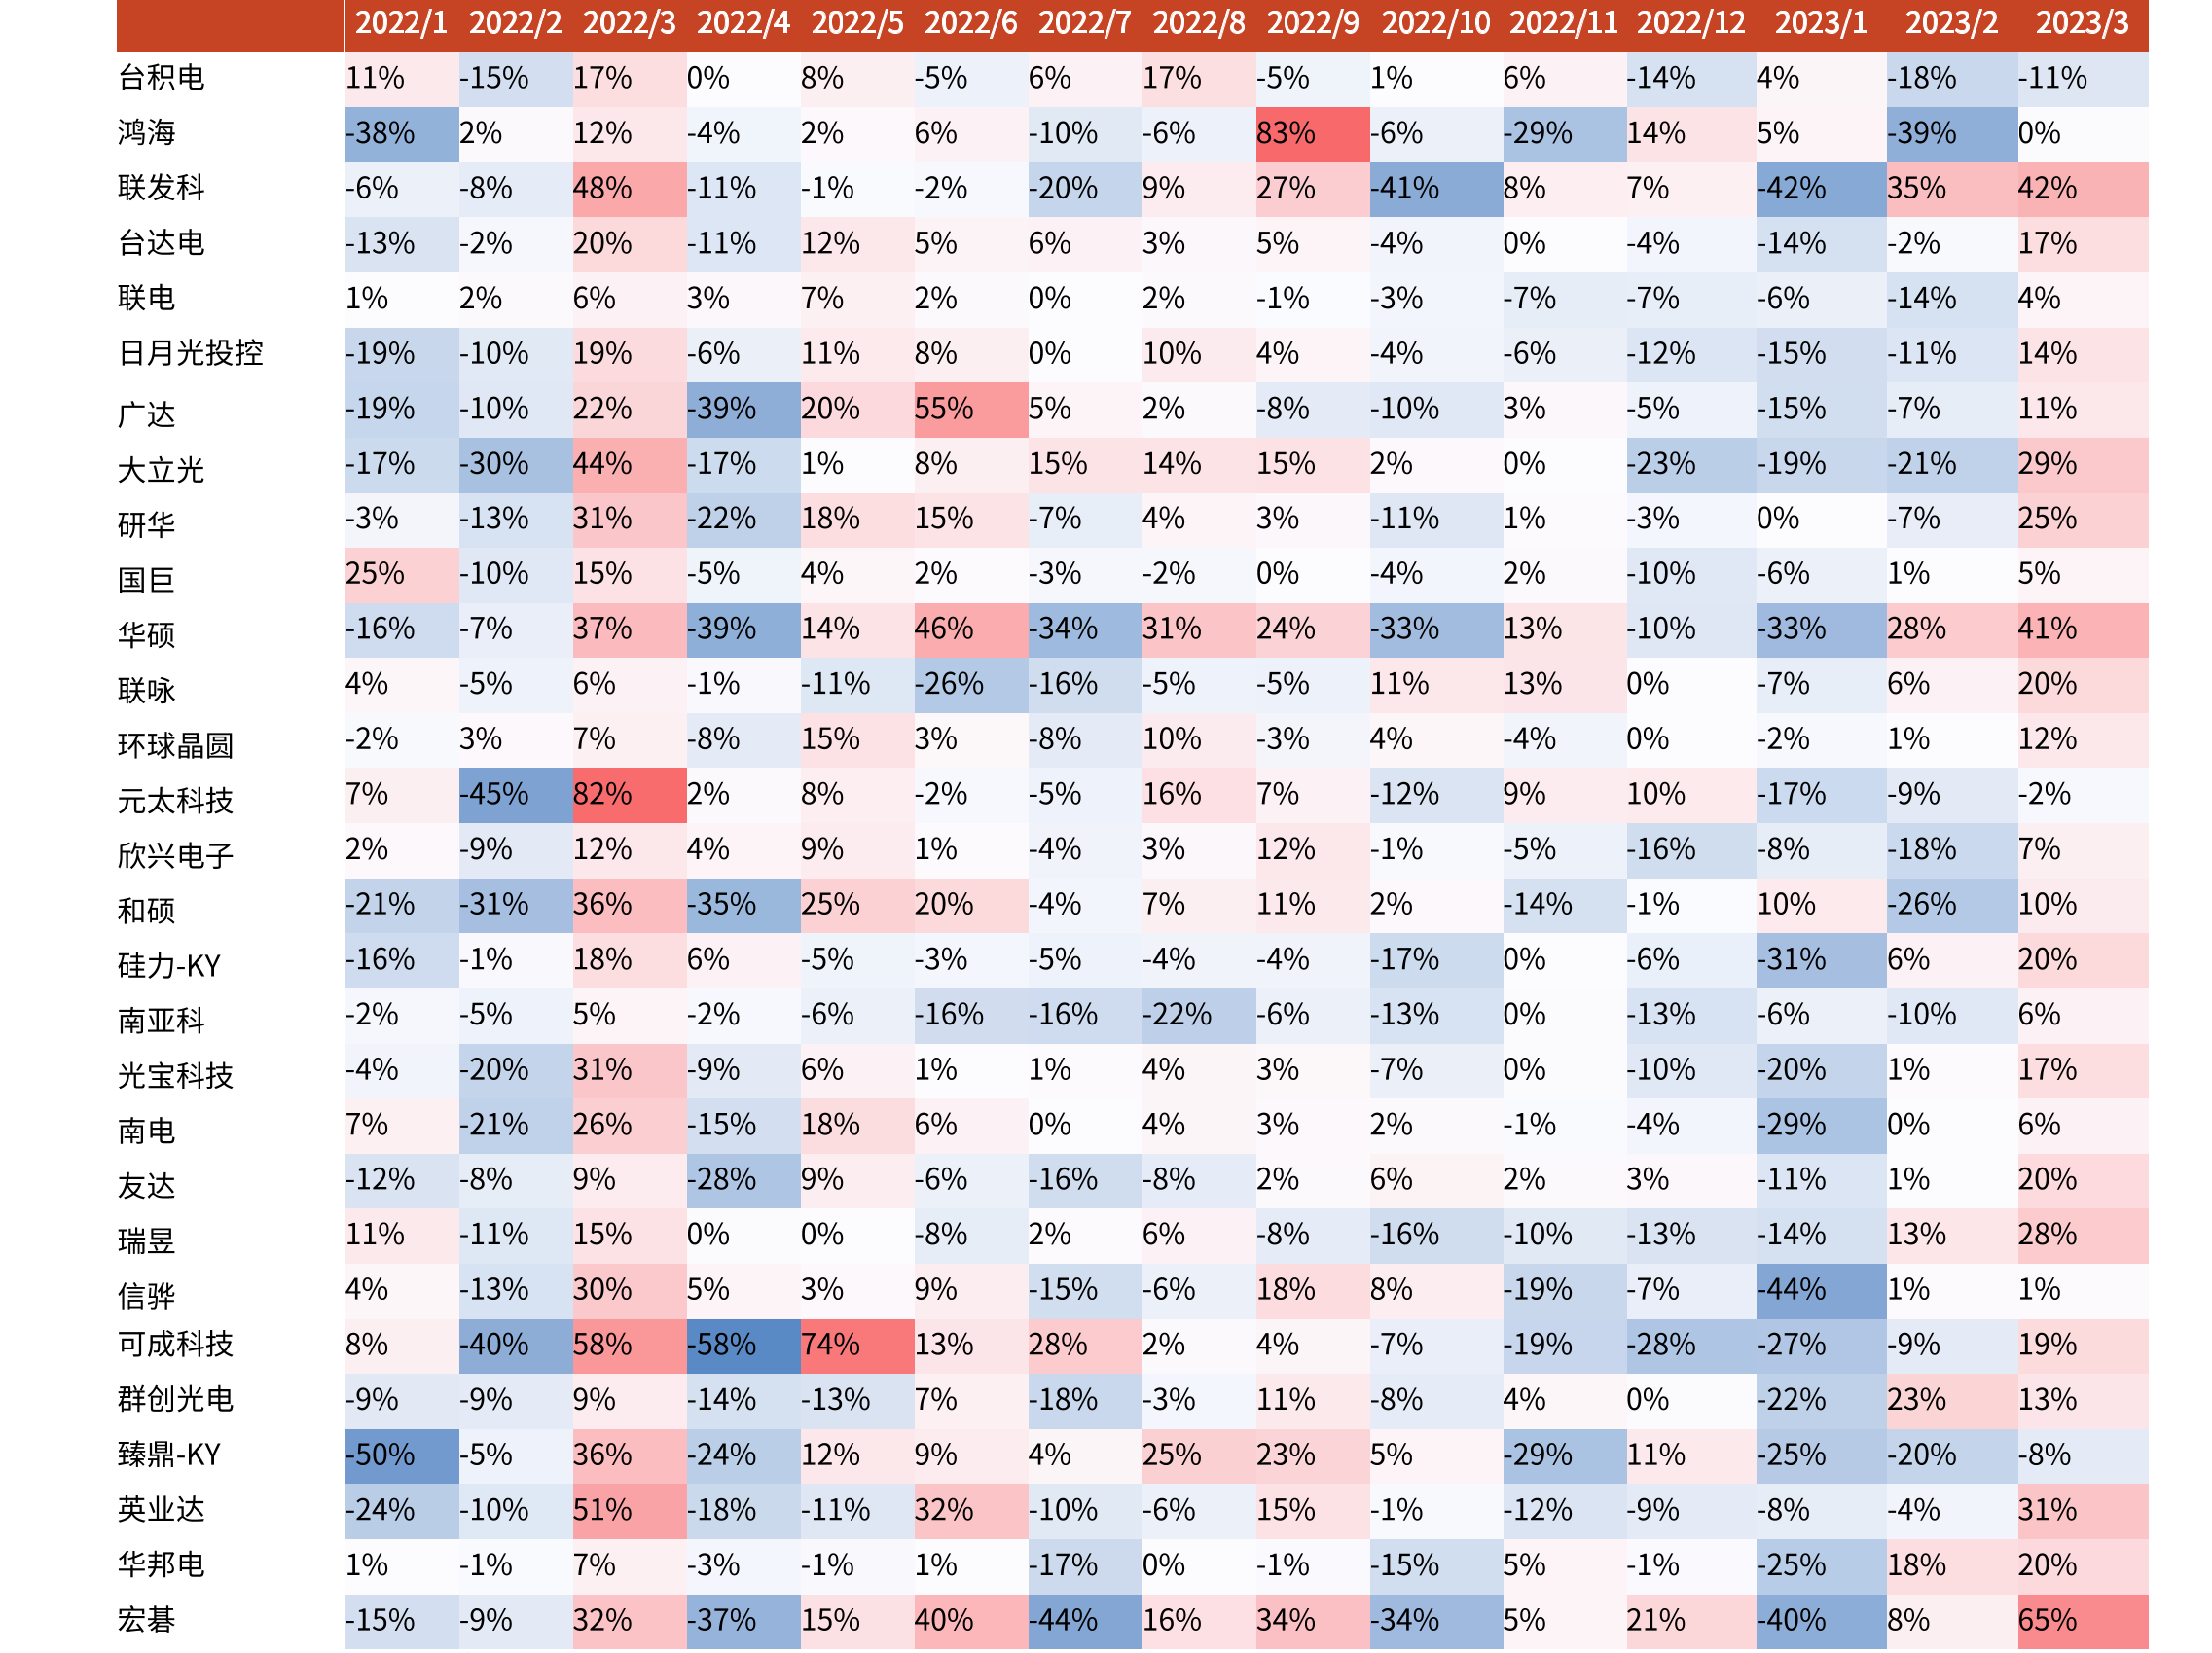 2022/1 2022/2 2022/3 2022/4 2022/5 2022/6 2022/7 2022/8 2022/9 2022/10 2022/11 2022/12 2023/1 2023/2 2023/3
台积电 11% -15% 17% 0% 8% -5% 6% 17% -5% 1% 6% -14% 4% -18% -11%
鸿海 -38% 2% 12% -4% 2% 6% -10% -6% 83% -6% -29% 14% 5% -39% 0%
联发科 -6% -8% 48% -11% -1% -2% -20% 9% 27% -41% 8% 7% -42% 35% 42%
台达电 -13% -2% 20% -11% 12% 5% 6% 3% 5% -4% 0% -4% -14% -2% 17%
联电 1% 2% 6% 3% 7% 2% 0% 2% -1% -3% -7% -7% -6% -14% 4%
日月光投控 -19% -10% 19% -6% 11% 8% 0% 10% 4% -4% -6% -12% -15% -11% 14%
广达 -19% -10% 22% -39% 20% 55% 5% 2% -8% -10% 3% -5% -15% -7% 11%
大立光 -17% -30% 44% -17% 1% 8% 15% 14% 15% 2% 0% -23% -19% -21% 29%
研华 -3% -13% 31% -22% 18% 15% -7% 4% 3% -11% 1% -3% 0% -7% 25%
国巨 25% -10% 15% -5% 4% 2% -3% -2% 0% -4% 2% -10% -6% 1% 5%
华硕 -16% -7% 37% -39% 14% 46% -34% 31% 24% -33% 13% -10% -33% 28% 41%
联咏 4% -5% 6% -1% -11% -26% -16% -5% -5% 11% 13% 0% -7% 6% 20%
环球晶圆 -2% 3% 7% -8% 15% 3% -8% 10% -3% 4% -4% 0% -2% 1% 12%
元太科技 7% -45% 82% 2% 8% -2% -5% 16% 7% -12% 9% 10% -17% -9% -2%
欣兴电子 2% -9% 12% 4% 9% 1% -4% 3% 12% -1% -5% -16% -8% -18% 7%
和硕 -21% -31% 36% -35% 25% 20% -4% 7% 11% 2% -14% -1% 10% -26% 10%
硅力-KY -16% -1% 18% 6% -5% -3% -5% -4% -4% -17% 0% -6% -31% 6% 20%
南亚科 -2% -5% 5% -2% -6% -16% -16% -22% -6% -13% 0% -13% -6% -10% 6%
光宝科技 -4% -20% 31% -9% 6% 1% 1% 4% 3% -7% 0% -10% -20% 1% 17%
南电 7% -21% 26% -15% 18% 6% 0% 4% 3% 2% -1% -4% -29% 0% 6%
友达 -12% -8% 9% -28% 9% -6% -16% -8% 2% 6% 2% 3% -11% 1% 20%
瑞昱 11% -11% 15% 0% 0% -8% 2% 6% -8% -16% -10% -13% -14% 13% 28%
信骅 4% -13% 30% 5% 3% 9% -15% -6% 18% 8% -19% -7% -44% 1% 1%
可成科技 8% -40% 58% -58% 74% 13% 28% 2% 4% -7% -19% -28% -27% -9% 19%
群创光电 -9% -9% 9% -14% -13% 7% -18% -3% 11% -8% 4% 0% -22% 23% 13%
臻鼎-KY -50% -5% 36% -24% 12% 9% 4% 25% 23% 5% -29% 11% -25% -20% -8%
英业达 -24% -10% 51% -18% -11% 32% -10% -6% 15% -1% -12% -9% -8% -4% 31%
华邦电 1% -1% 7% -3% -1% 1% -17% 0% -1% -15% 5% -1% -25% 18% 20%
宏碁 -15% -9% 32% -37% 15% 40% -44% 16% 34% -34% 5% 21% -40% 8% 65%